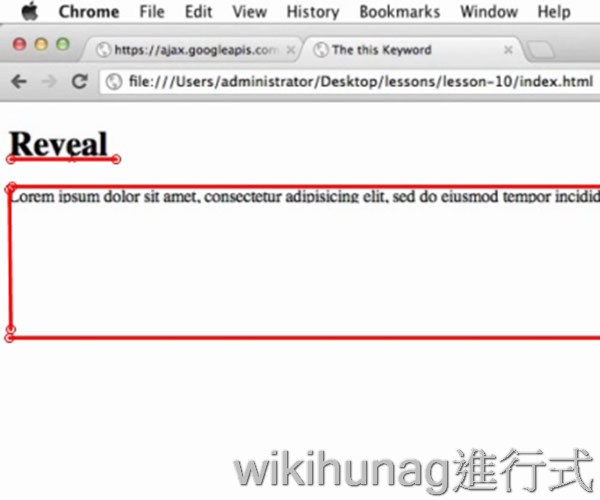 Chrome File Edit View History Bookmarks Window Help
https://ajax.googleapis.com The this Keyword
file:///Users/administrator/Desktop/lessons/lesson-10/index.html
Reveal
Lorem ipsum dolor sit amet, consectetur adipisicing elit, sed do eiusmod tempor incidid
wikihunag進行式